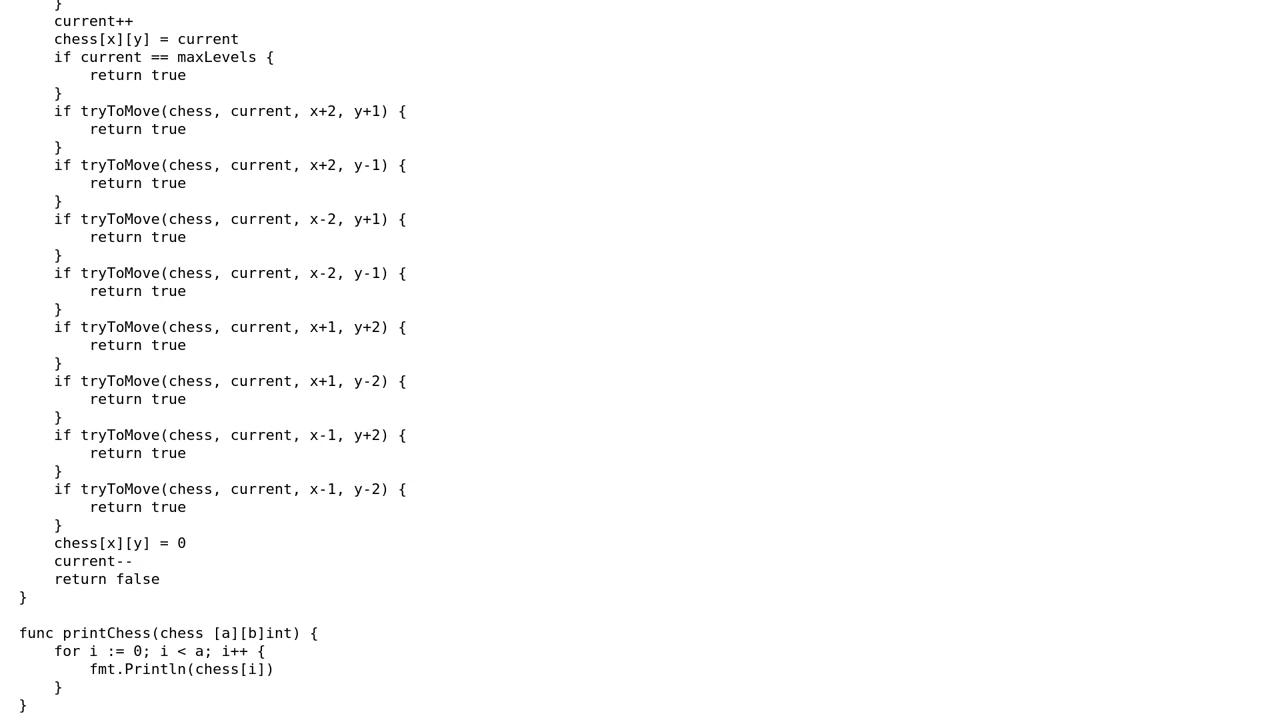 }
    current++
    chess[x][y] = current
    if current == maxLevels {
        return true
    }
    if tryToMove(chess, current, x+2, y+1) {
        return true
    }
    if tryToMove(chess, current, x+2, y-1) {
        return true
    }
    if tryToMove(chess, current, x-2, y+1) {
        return true
    }
    if tryToMove(chess, current, x-2, y-1) {
        return true
    }
    if tryToMove(chess, current, x+1, y+2) {
        return true
    }
    if tryToMove(chess, current, x+1, y-2) {
        return true
    }
    if tryToMove(chess, current, x-1, y+2) {
        return true
    }
    if tryToMove(chess, current, x-1, y-2) {
        return true
    }
    chess[x][y] = 0
    current--
    return false
}

func printChess(chess [a][b]int) {
    for i := 0; i < a; i++ {
        fmt.Println(chess[i])
    }
}